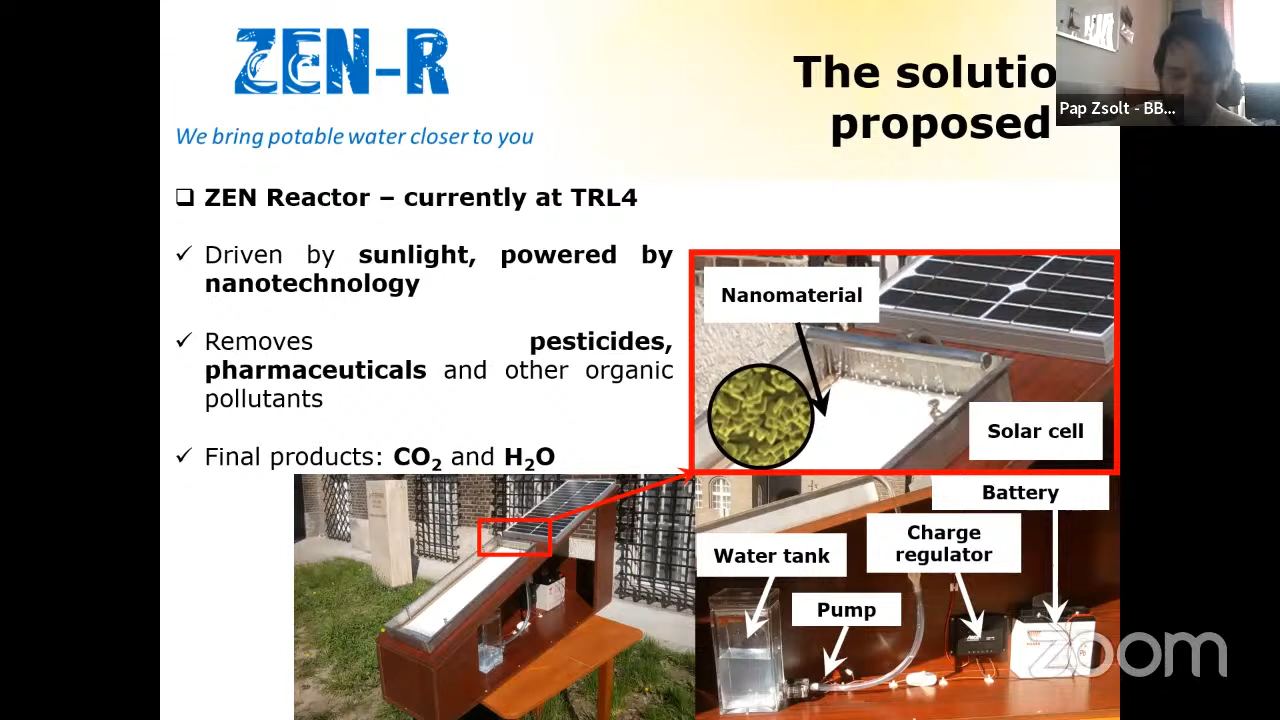 ZEN-R
We bring potable water closer to you
The solutio
proposed
Pap Zsolt - BB...
❑ ZEN Reactor – currently at TRL4
✓ Driven by sunlight, powered by
nanotechnology
✓ Removes pesticides,
pharmaceuticals and other organic
pollutants
✓ Final products: CO₂ and H₂O
Nanomaterial
Solar cell
Battery
Charge
regulator
Water tank
Pump
zoom